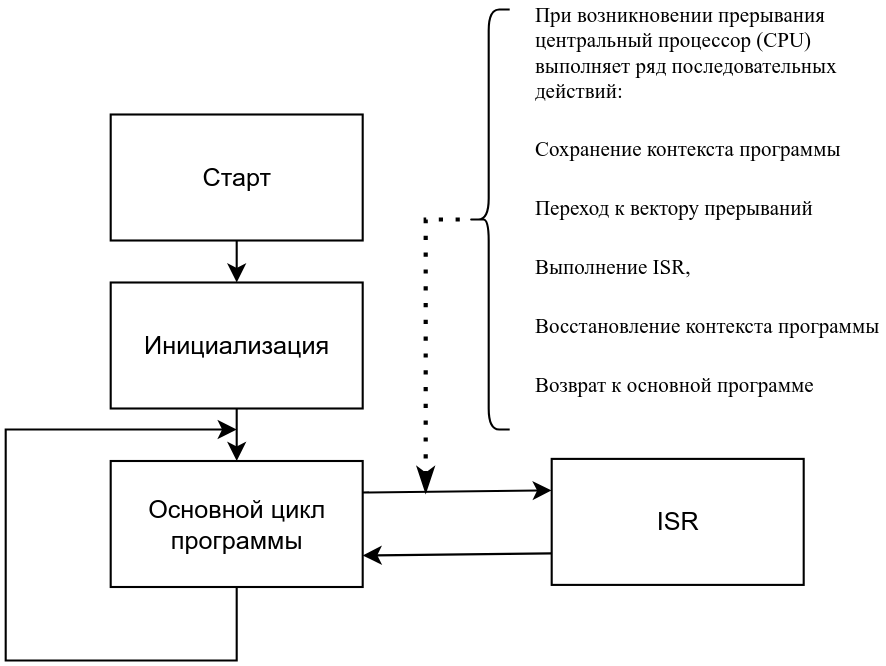 При возникновении прерывания
центральный процессор (CPU)
выполняет ряд последовательных
действий:
Сохранение контекста программы
Переход к вектору прерываний
Выполнение ISR,
Восстановление контекста программы
Возврат к основной программе
Старт
Инициализация
Основной цикл
программы
ISR